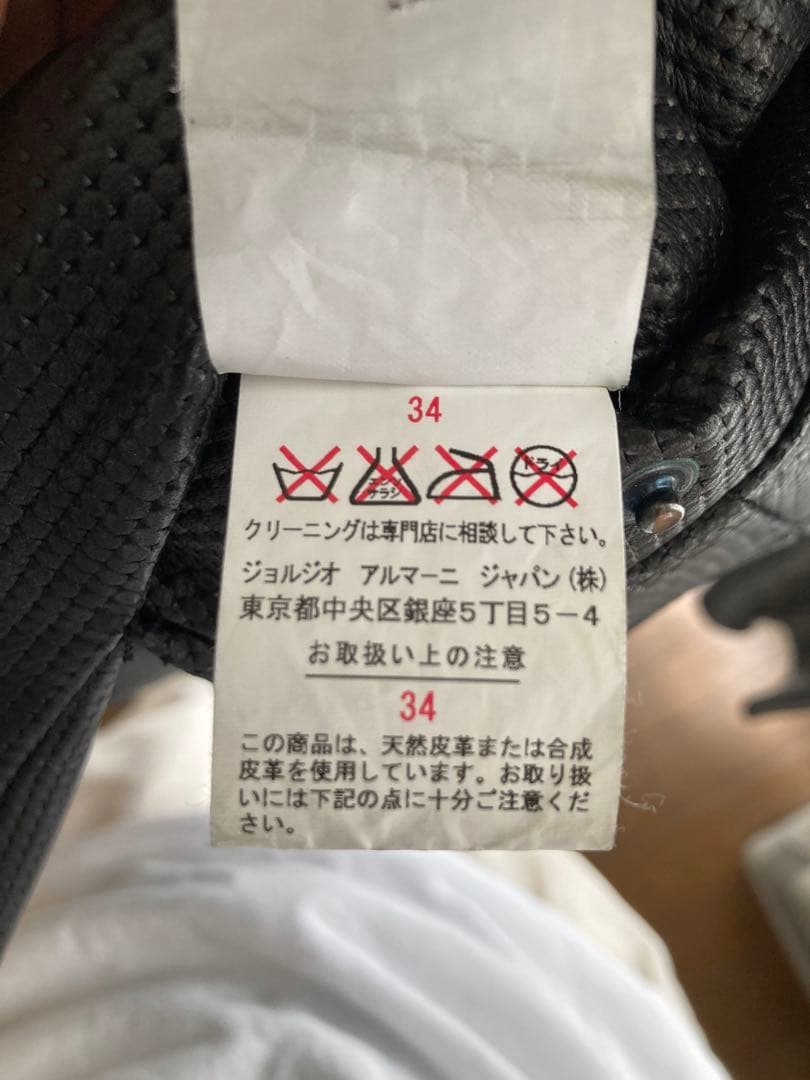 34
エンソ
サラシ
ドライ
クリーニングは専門店に相談して下さい。
ジョルジオ アルマーニ ジャパン(株)
東京都中央区銀座5丁目5-4
お取扱い上の注意
34
この商品は、天然皮革または合成
皮革を使用しています。お取り扱
いには下記の点に十分ご注意くだ
さい。